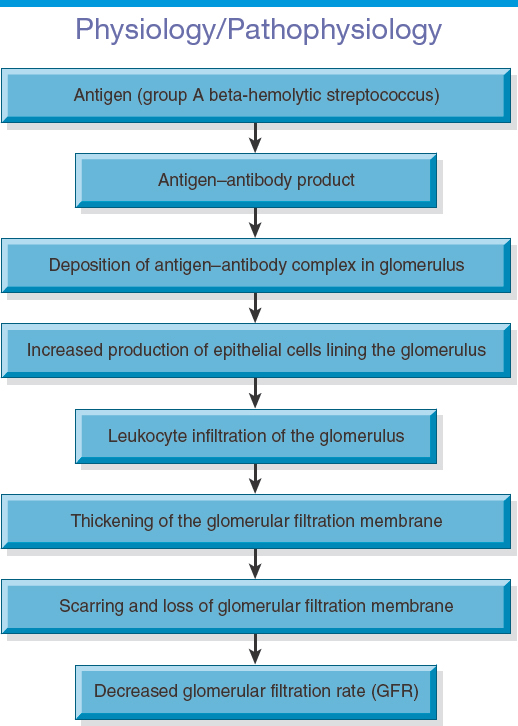 Physiology/Pathophysiology
Antigen (group A beta-hemolytic streptococcus)
Antigen–antibody product
Deposition of antigen–antibody complex in glomerulus
Increased production of epithelial cells lining the glomerulus
Leukocyte infiltration of the glomerulus
Thickening of the glomerular filtration membrane
Scarring and loss of glomerular filtration membrane
Decreased glomerular filtration rate (GFR)